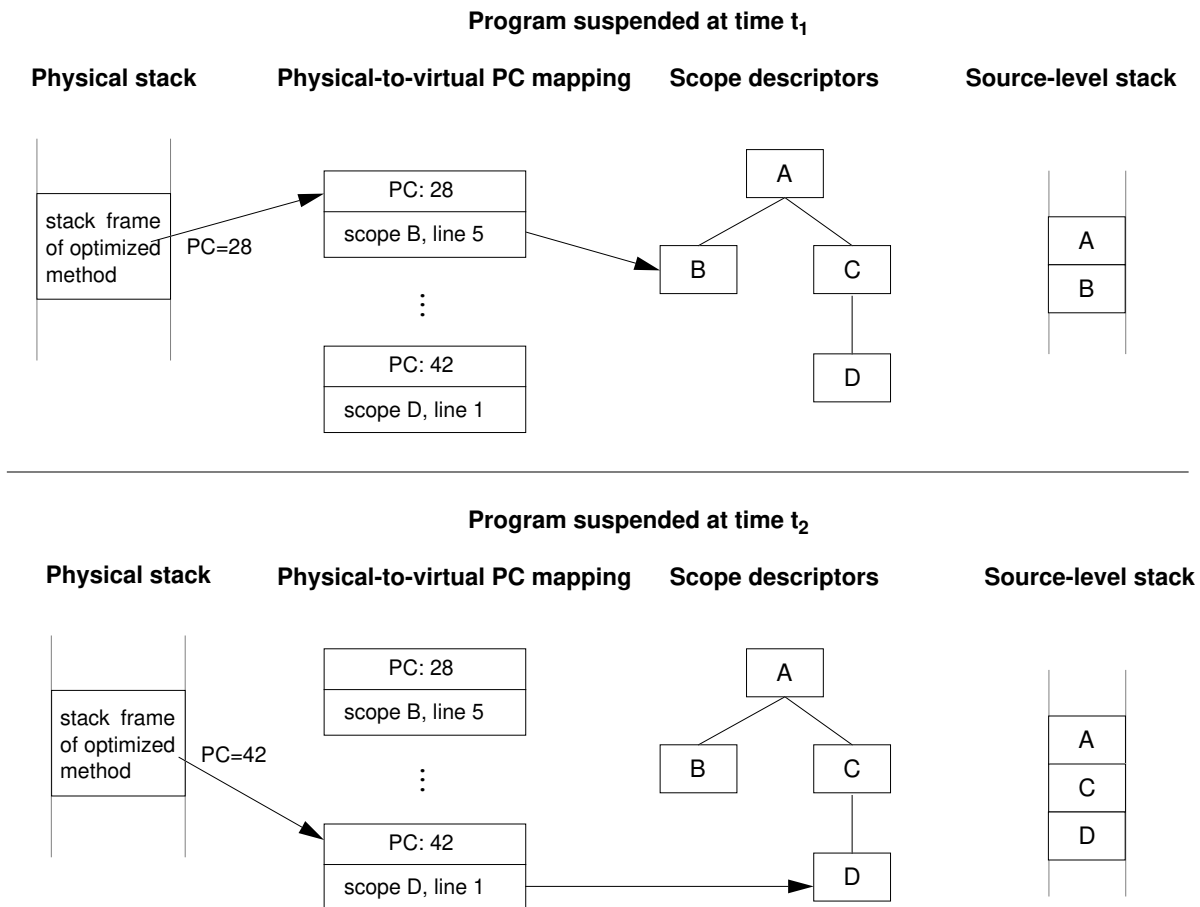 Program suspended at time t1
Physical stack
Physical-to-virtual PC mapping
Scope descriptors
Source-level stack
stack frame
of optimized
method
PC=28
PC: 28
scope B, line 5
⋮
PC: 42
scope D, line 1
A
B
C
D
A
B
Program suspended at time t2
Physical stack
Physical-to-virtual PC mapping
Scope descriptors
Source-level stack
stack frame
of optimized
method
PC=42
PC: 28
scope B, line 5
⋮
PC: 42
scope D, line 1
A
B
C
D
A
C
D